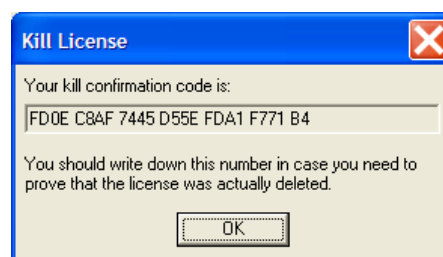 Kill License
Your kill confirmation code is:
FD0E C8AF 7445 D55E FDA1 F771 B4
You should write down this number in case you need to
prove that the license was actually deleted.
OK